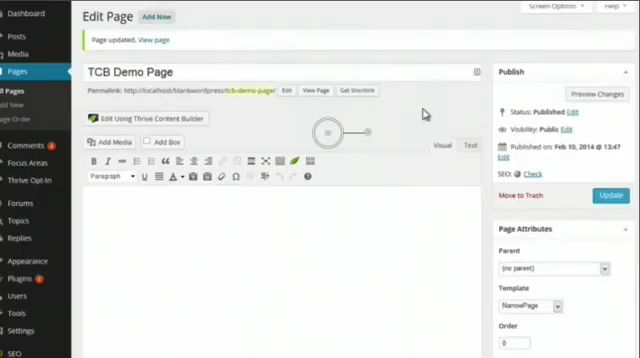 Dashboard
Posts
Media
Pages
All Pages
Add New
Page Order
Comments
Focus Areas
Thrive Opt-In
Forums
Topics
Replies
Appearance
Plugins
Users
Tools
Settings
SEO
Screen Options
Help
Edit Page Add New
Page updated. View page
TCB Demo Page
Permalink: http://localhost/blankwordpress/tcb-demo-page/ Edit View Page Get Shortlink
Edit Using Thrive Content Builder
Add Media Add Box
Visual Text
B I
Paragraph U A Ω
Publish
Preview Changes
Status: Published Edit
Visibility: Public Edit
Published on: Feb 10, 2014 @ 13:47
Edit
SEO: Check
Move to Trash Update
Page Attributes
Parent
(no parent)
Template
NarrowPage
Order
0